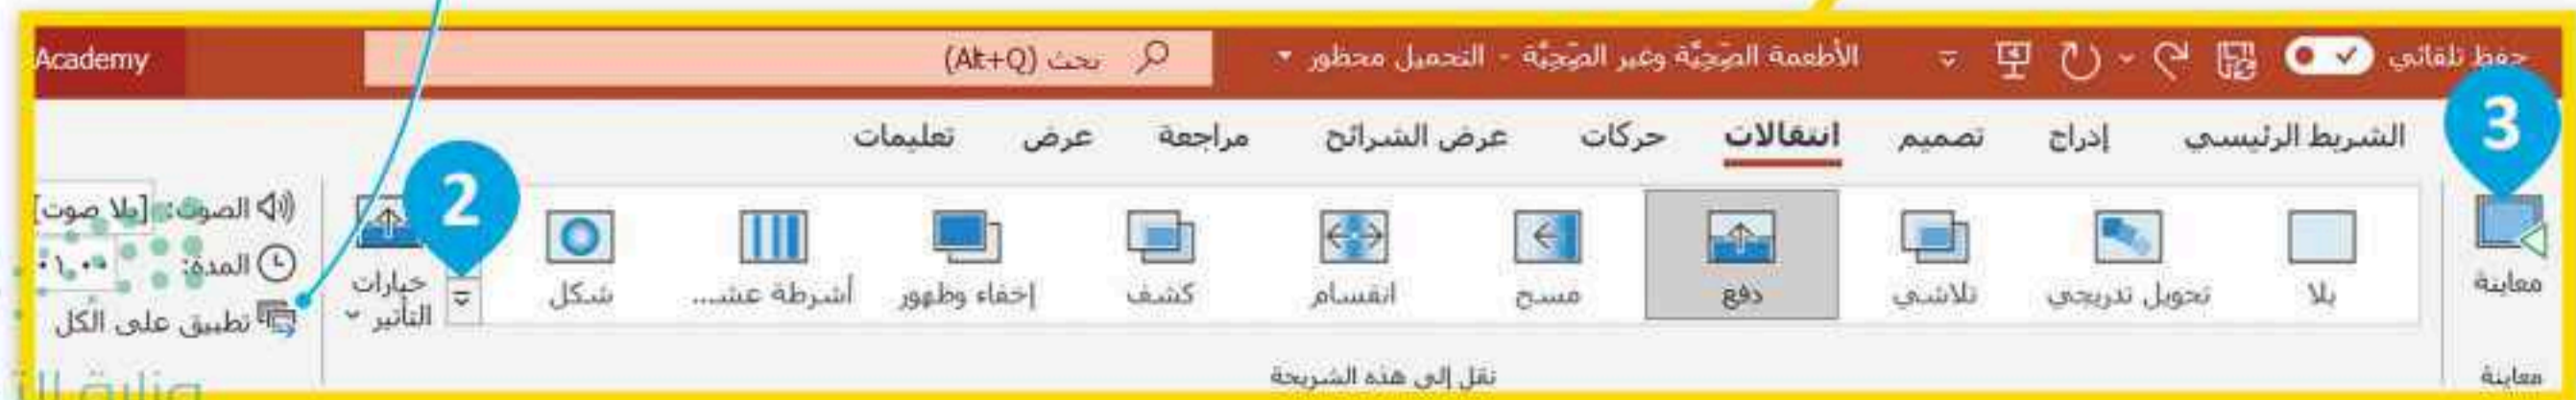 حفظ تلقائي الأطعمة الصِّحِيَّة وغير الصِّحِيَّة - التحميل محظور بحث (Alt+Q) Academy
3
الشريط الرئيسي إدراج تصميم انتقالات حركات عرض الشرائح مراجعة عرض تعليمات
2
معاينة
بلا تحويل تدريجي تلاشي دفع مسح انقسام كشف إخفاء وظهور أشرطة عشـ... شكل
خيارات التأثير
الصوت: [بلا صوت]
المدة: ٠١.٠٠
تطبيق على الكل
معاينة نقل إلى هذه الشريحة